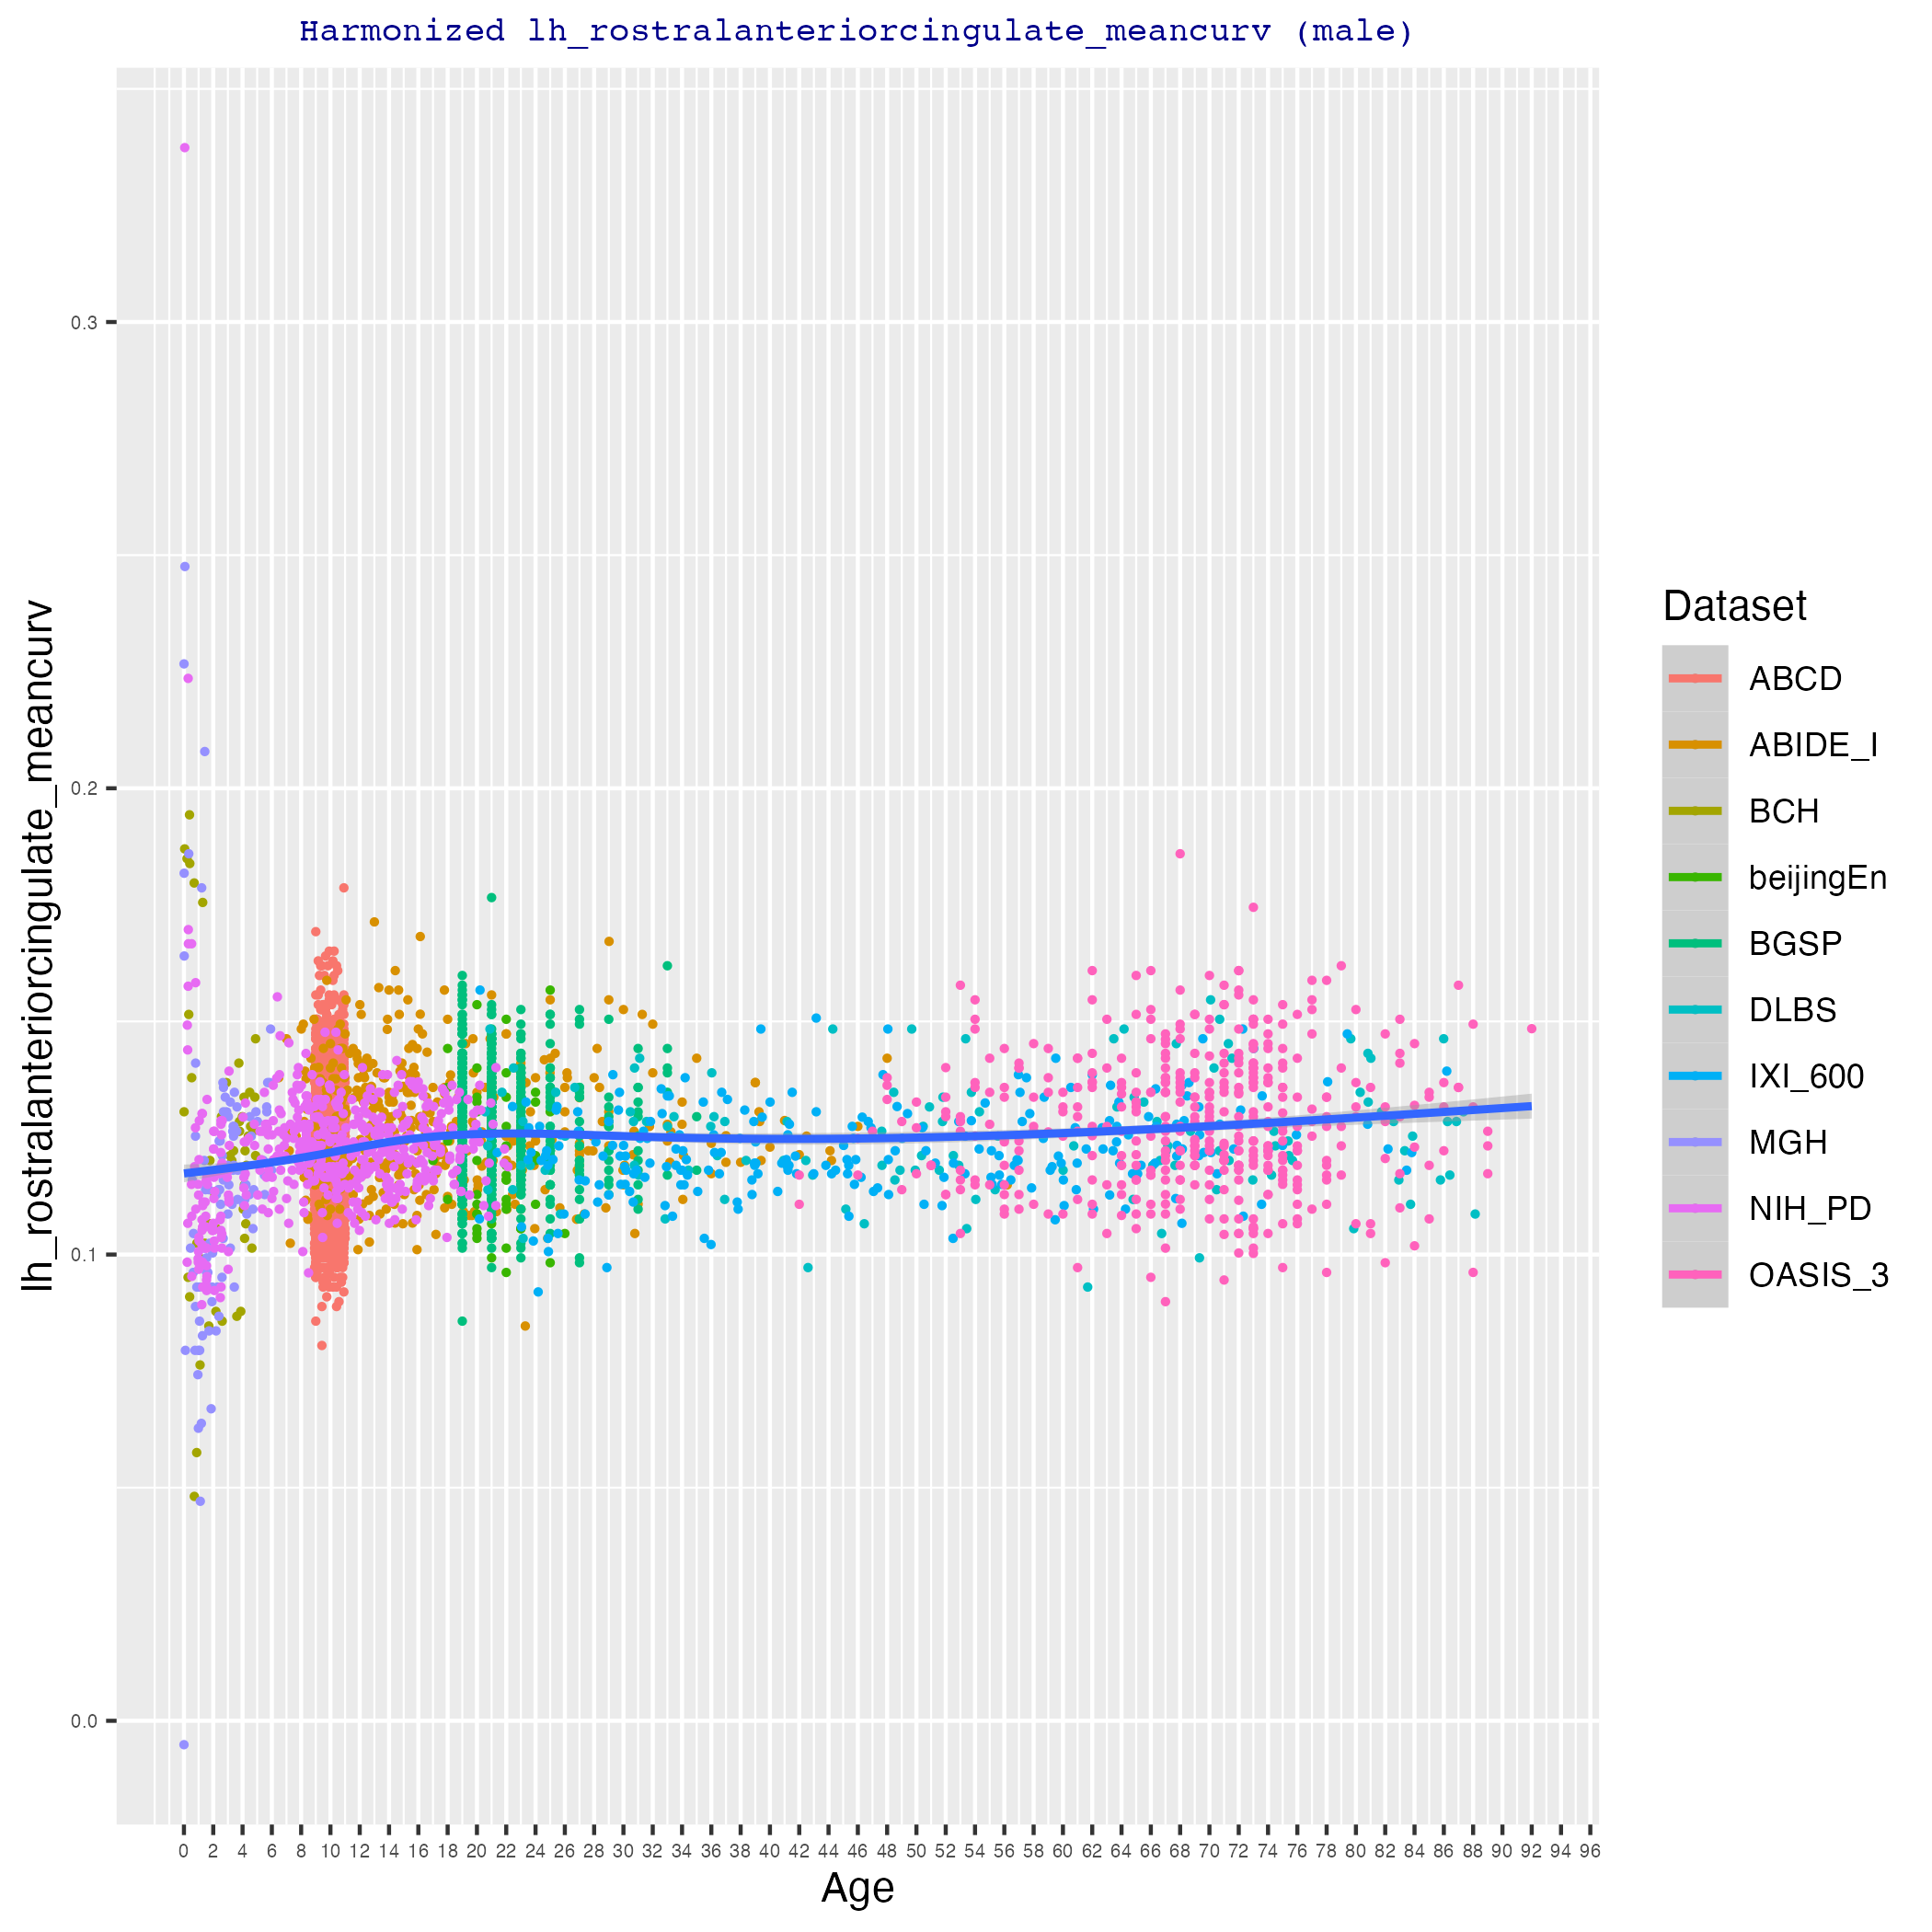 Harmonized lh_rostralanteriorcingulate_meancurv (male)
lh_rostralanteriorcingulate_meancurv
0.3
0.2
0.1
0.0
0 2 4 6 8 10 12 14 16 18 20 22 24 26 28 30 32 34 36 38 40 42 44 46 48 50 52 54 56 58 60 62 64 66 68 70 72 74 76 78 80 82 84 86 88 90 92 94 96
Age
Dataset
ABCD
ABIDE_I
BCH
beijingEn
BGSP
DLBS
IXI_600
MGH
NIH_PD
OASIS_3